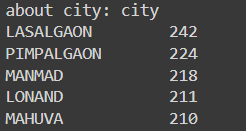 about city: city
LASALGAON 242
PIMPALGAON 224
MANMAD 218
LONAND 211
MAHUVA 210